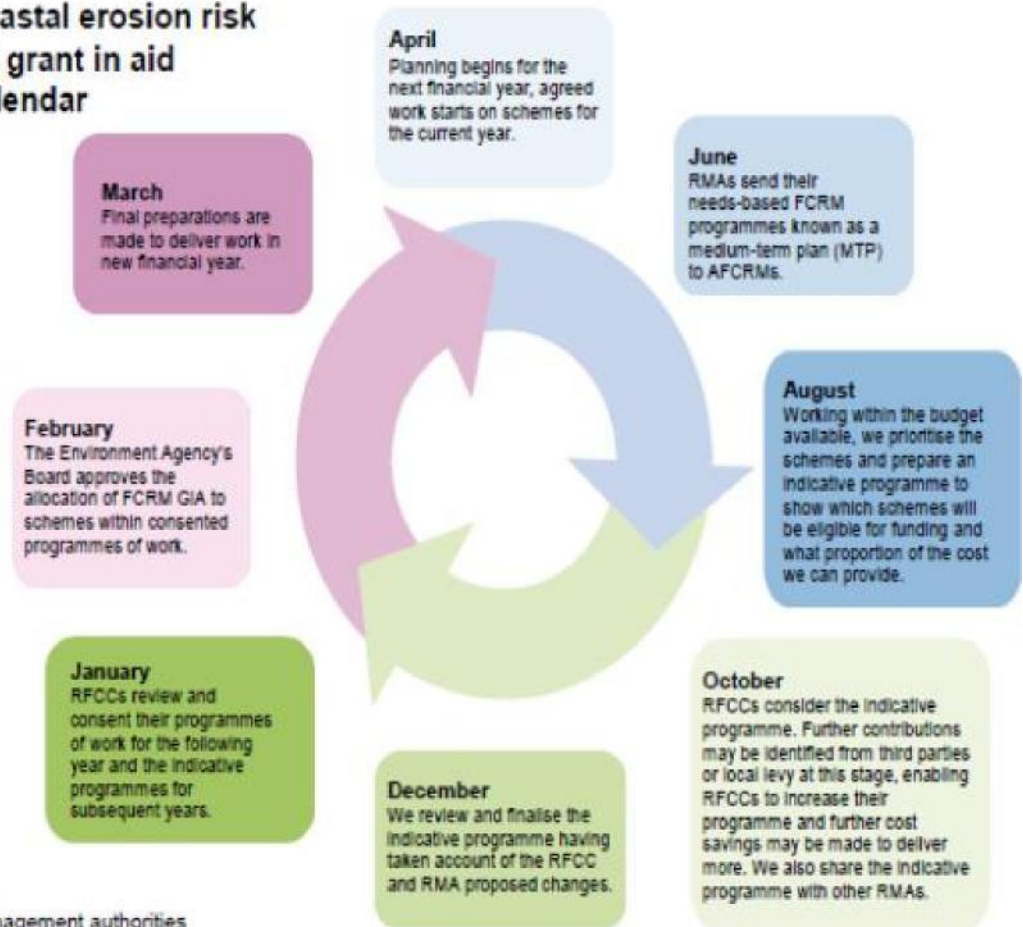 astal erosion risk
grant in aid
lendar
April
Planning begins for the
next financial year, agreed
work starts on schemes for
the current year.
June
RMAs send their
needs-based FCRM
programmes known as a
medium-term plan (MTP)
to AFCRMs.
August
Working within the budget
available, we prioritise the
schemes and prepare an
indicative programme to
show which schemes will
be eligible for funding and
what proportion of the cost
we can provide.
October
RFCCs consider the indicative
programme. Further contributions
may be identified from third parties
or local levy at this stage, enabling
RFCCs to increase their
programme and further cost
savings may be made to deliver
more. We also share the indicative
programme with other RMAs.
December
We review and finalise the
indicative programme having
taken account of the RFCC
and RMA proposed changes.
January
RFCCs review and
consent their programmes
of work for the following
year and the indicative
programmes for
subsequent years.
February
The Environment Agency's
Board approves the
allocation of FCRM GIA to
schemes within consented
programmes of work.
March
Final preparations are
made to deliver work in
new financial year.
nagement authorities